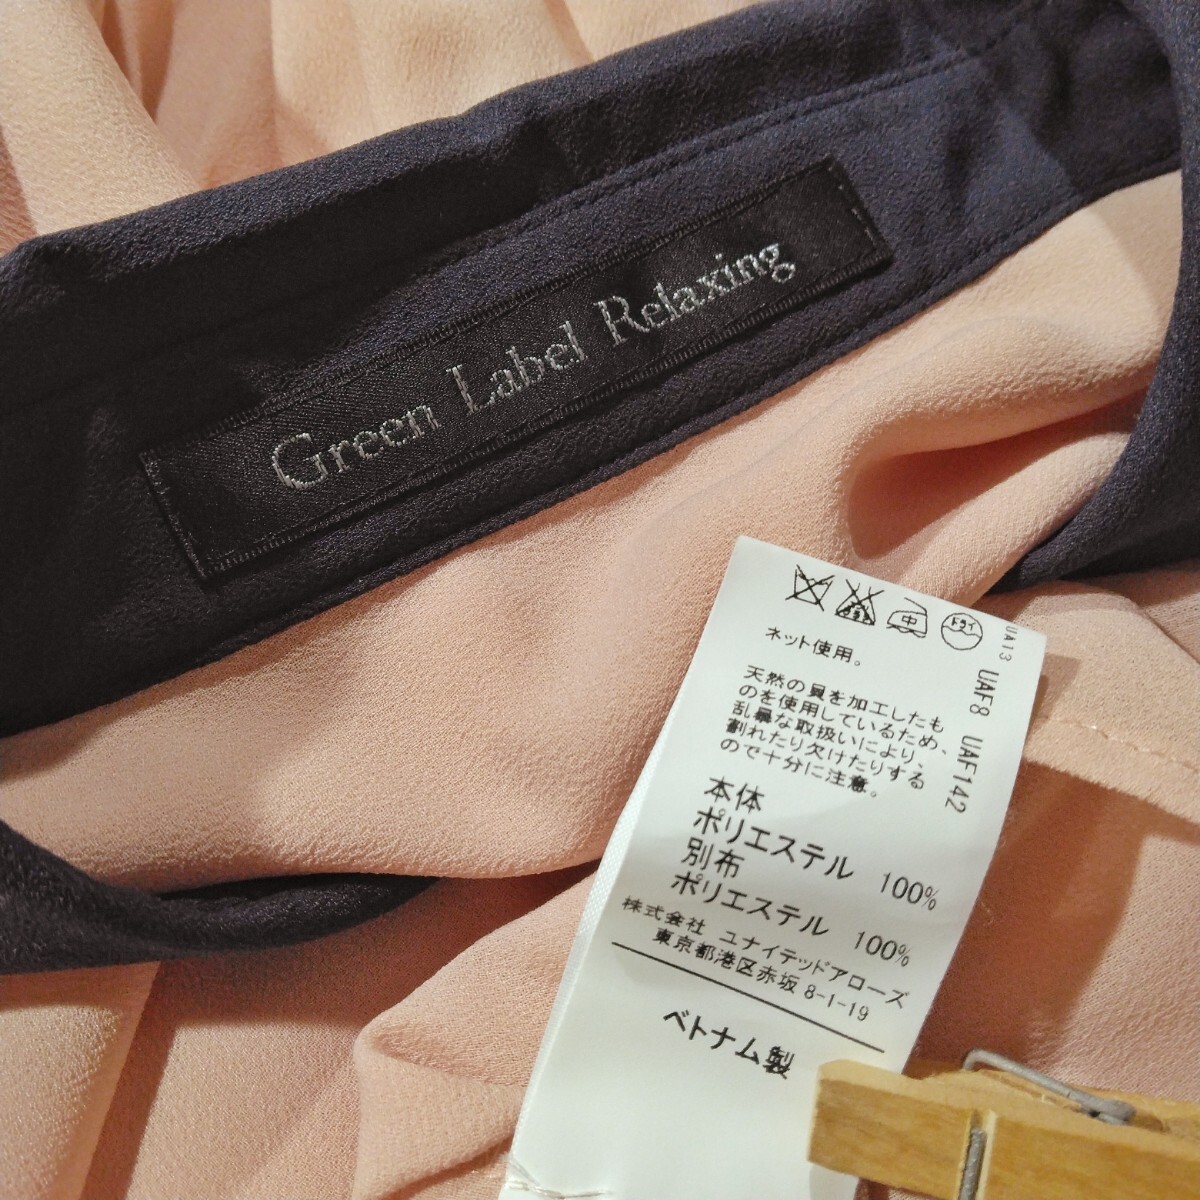 Green Label Relaxing
中 ドライ
ネット使用。
天然の貝を加工したも
のを使用しているため、
乱暴な取扱いにより、
割れたり欠けたりする
ので十分に注意。
本体
ポリエステル 100%
別布
ポリエステル 100%
株式会社 ユナイテッドアローズ
東京都港区赤坂8-1-19
ベトナム製
UA13 UAF8 UAF142